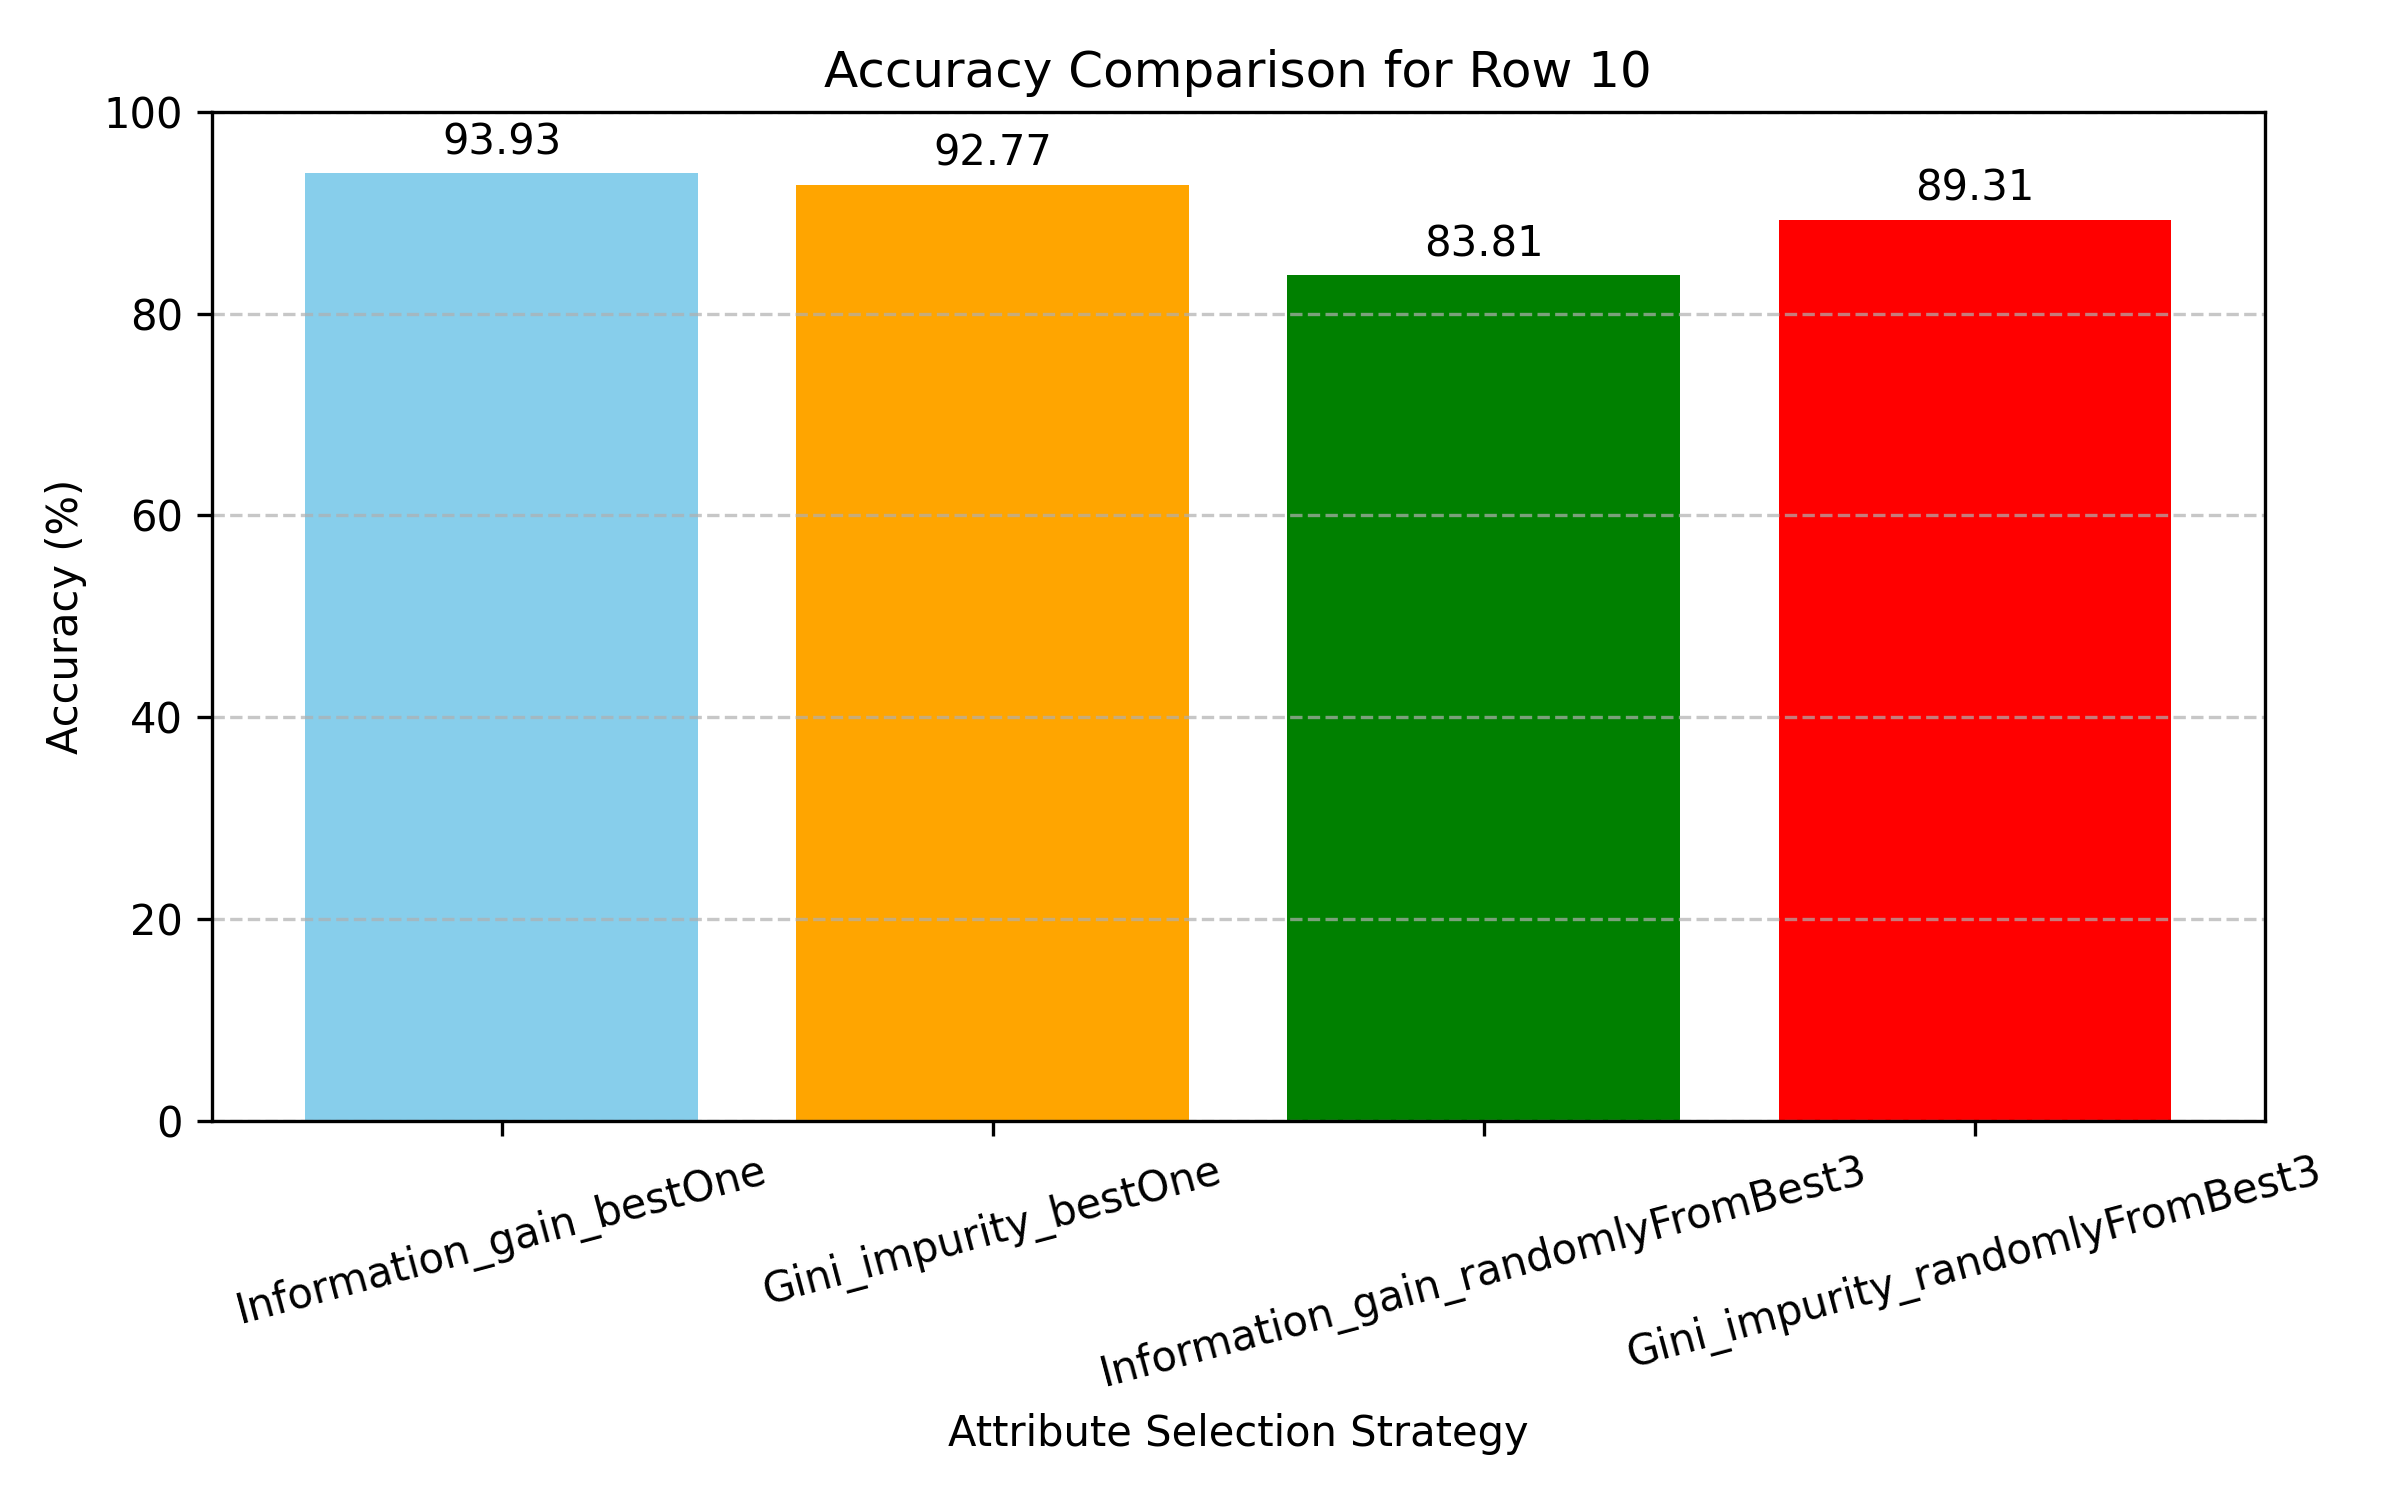 Accuracy Comparison for Row 10
100
80
60
40
20
0
Accuracy (%)
93.93
92.77
83.81
89.31
Information_gain_bestOne
Gini_impurity_bestOne
Information_gain_randomlyFromBest3
Gini_impurity_randomlyFromBest3
Attribute Selection Strategy